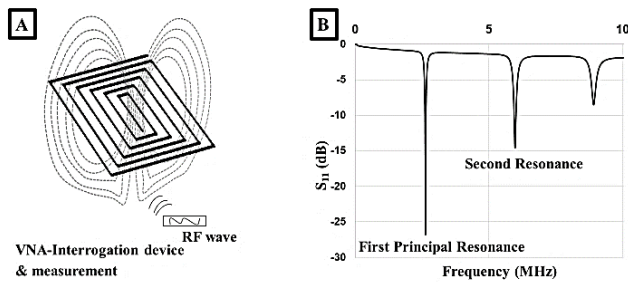 A
RF wave
VNA-Interrogation device
& measurement
B
0 5 10
0
-5
-10
-15
-20
-25
-30
S11 (dB)
Second Resonance
First Principal Resonance
Frequency (MHz)